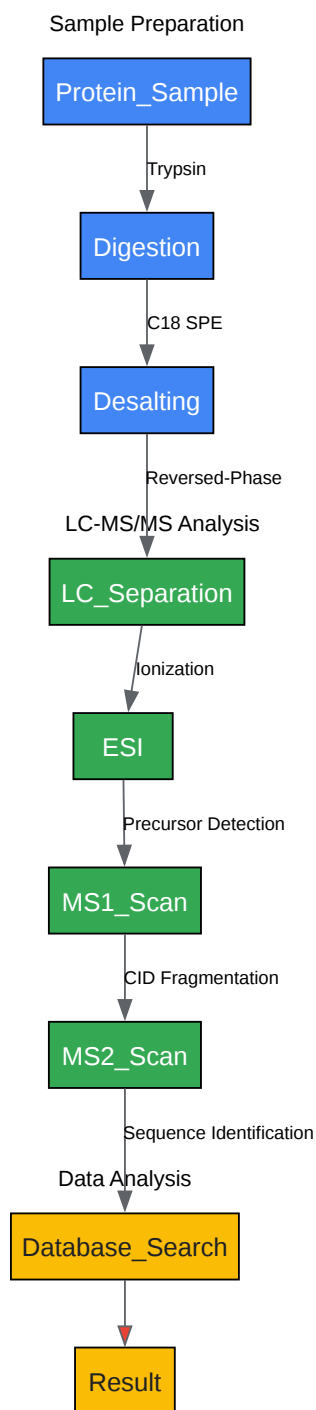 Sample Preparation
Protein_Sample
Trypsin
Digestion
C18 SPE
Desalting
Reversed-Phase
LC-MS/MS Analysis
LC_Separation
Ionization
ESI
Precursor Detection
MS1_Scan
CID Fragmentation
MS2_Scan
Sequence Identification
Data Analysis
Database_Search
Result